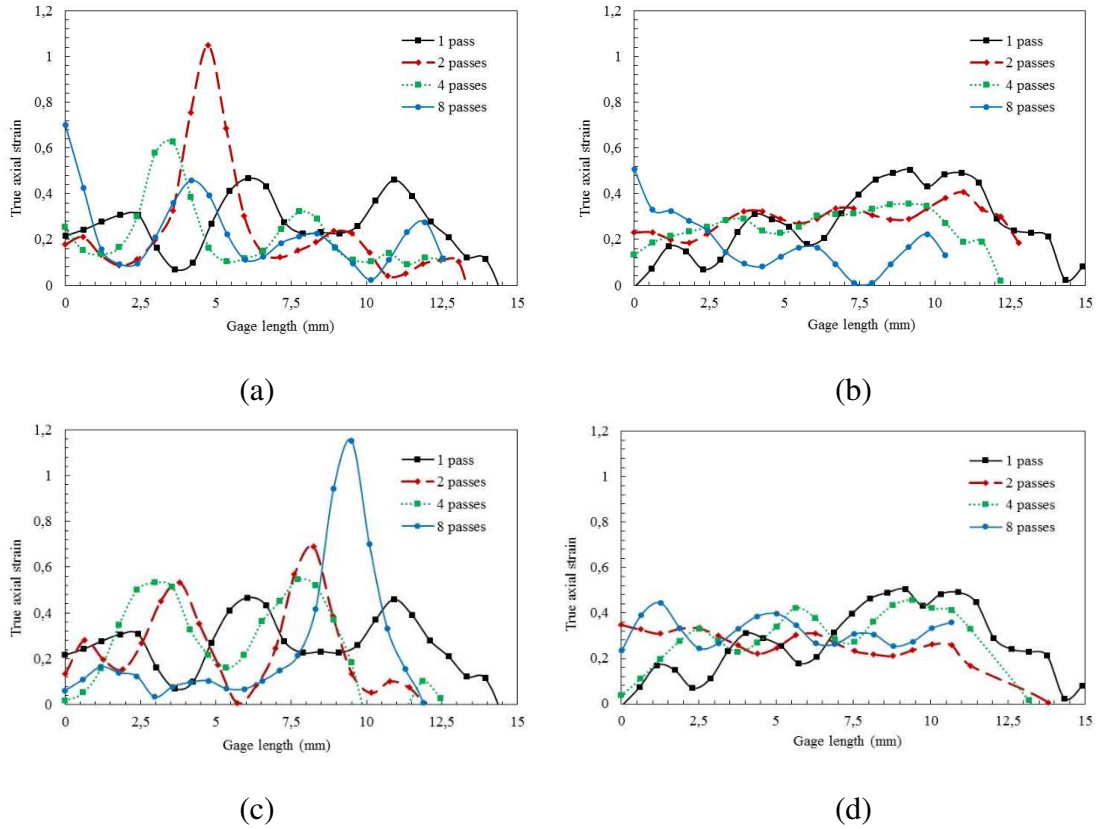 1,2
1
0,8
0,6
0,4
0,2
0
True axial strain
1 pass
2 passes
4 passes
8 passes
0 2,5 5 7,5 10 12,5 15
Gage length (mm)
(a)
1,2
1
0,8
0,6
0,4
0,2
0
True axial strain
1 pass
2 passes
4 passes
8 passes
0 2,5 5 7,5 10 12,5 15
Gage length (mm)
(b)
1,2
1
0,8
0,6
0,4
0,2
0
True axial strain
1 pass
2 passes
4 passes
8 passes
0 2,5 5 7,5 10 12,5 15
Gage length (mm)
(c)
1,2
1
0,8
0,6
0,4
0,2
0
True axial strain
1 pass
2 passes
4 passes
8 passes
0 2,5 5 7,5 10 12,5 15
Gage length (mm)
(d)